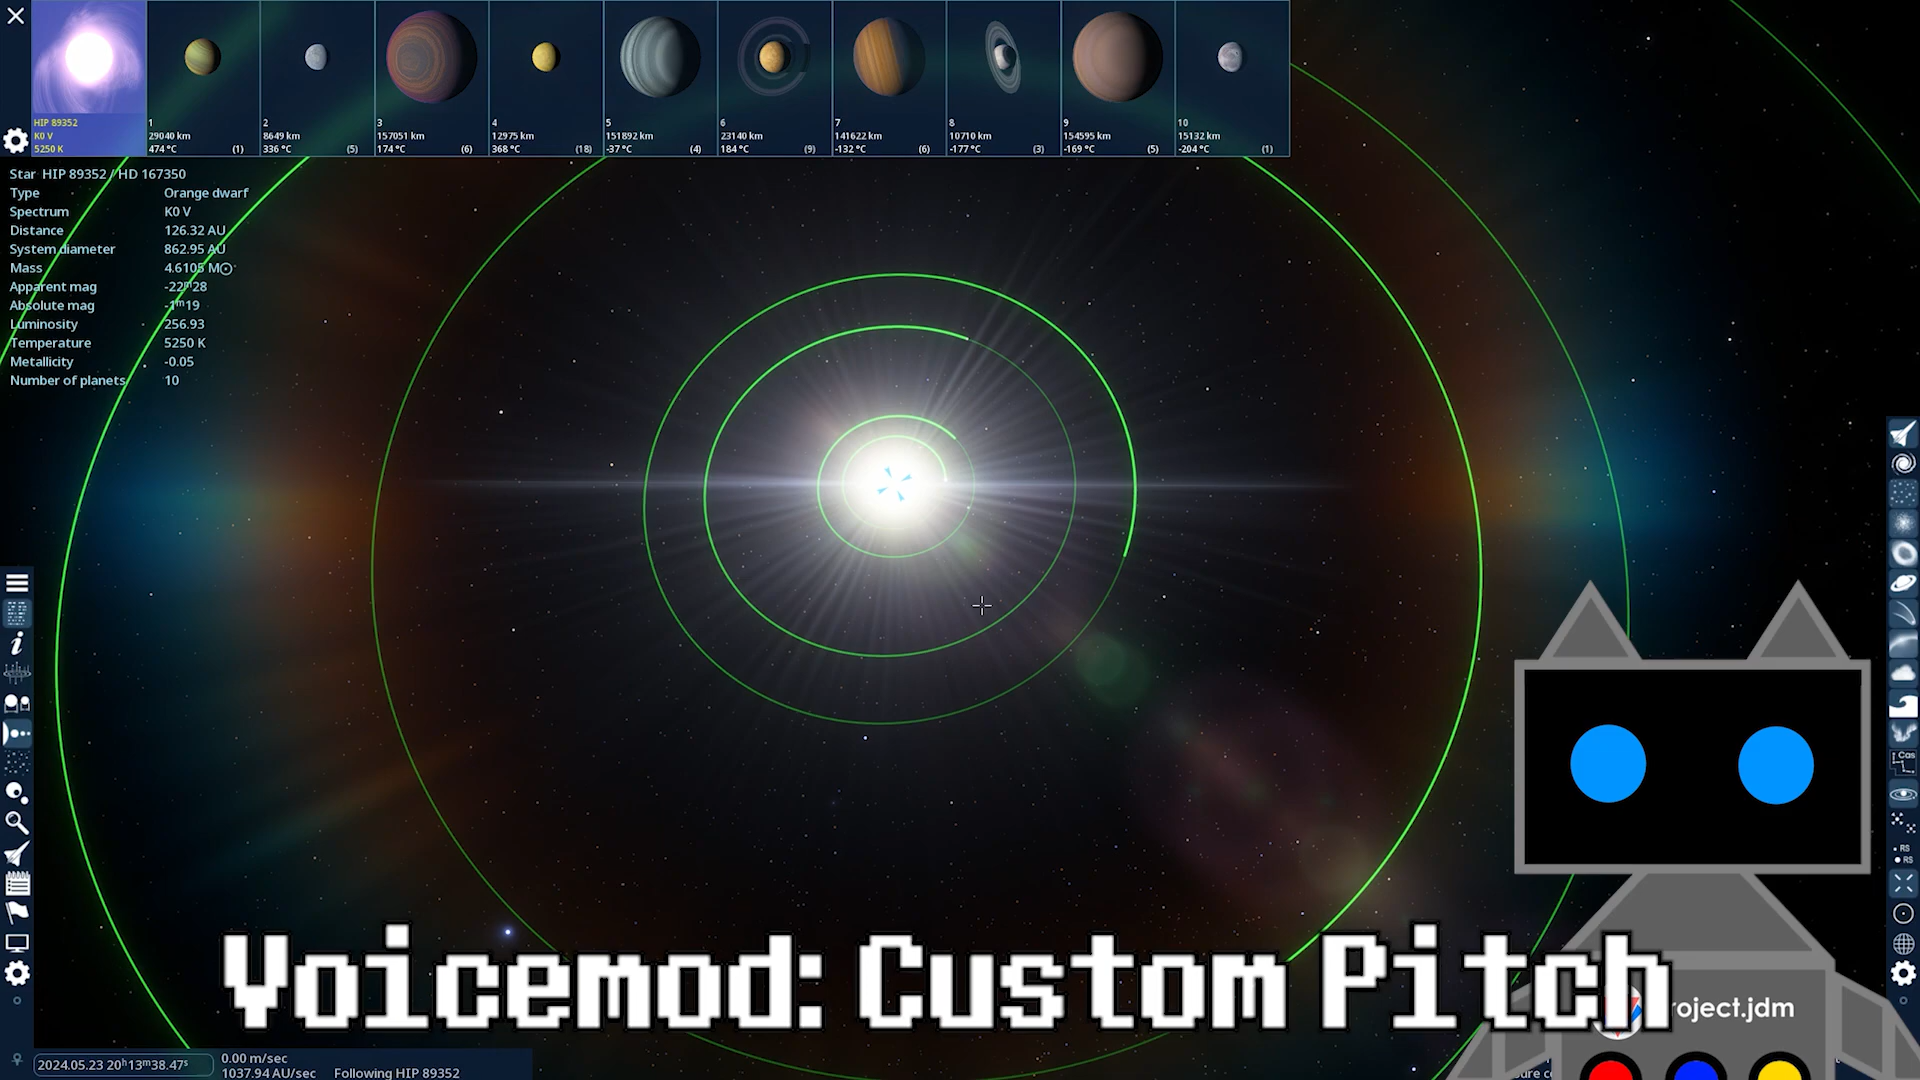 HIP 89352
K0 V
5250 K
1
29040 km
474 °C (1)
2
8649 km
336 °C (5)
3
157051 km
174 °C (6)
4
12975 km
368 °C (18)
5
151892 km
-37 °C (4)
6
23140 km
184 °C (9)
7
141622 km
-132 °C (6)
8
10710 km
-177 °C (3)
9
154595 km
-169 °C (5)
10
15132 km
-204 °C (1)
Star HIP 89352 / HD 167350
Type Orange dwarf
Spectrum K0 V
Distance 126.32 AU
System diameter 862.95 AU
Mass 4.6105 M☉
Apparent mag -22ᵐ28
Absolute mag -1ᵐ19
Luminosity 256.93
Temperature 5250 K
Metallicity -0.05
Number of planets 10
Cas
RS
RS
Voicemod: Custom Pitch
roject.jdm
2024.05.23 20ʰ13ᵐ38.47ˢ
0.00 m/sec
1037.94 AU/sec Following HIP 89352